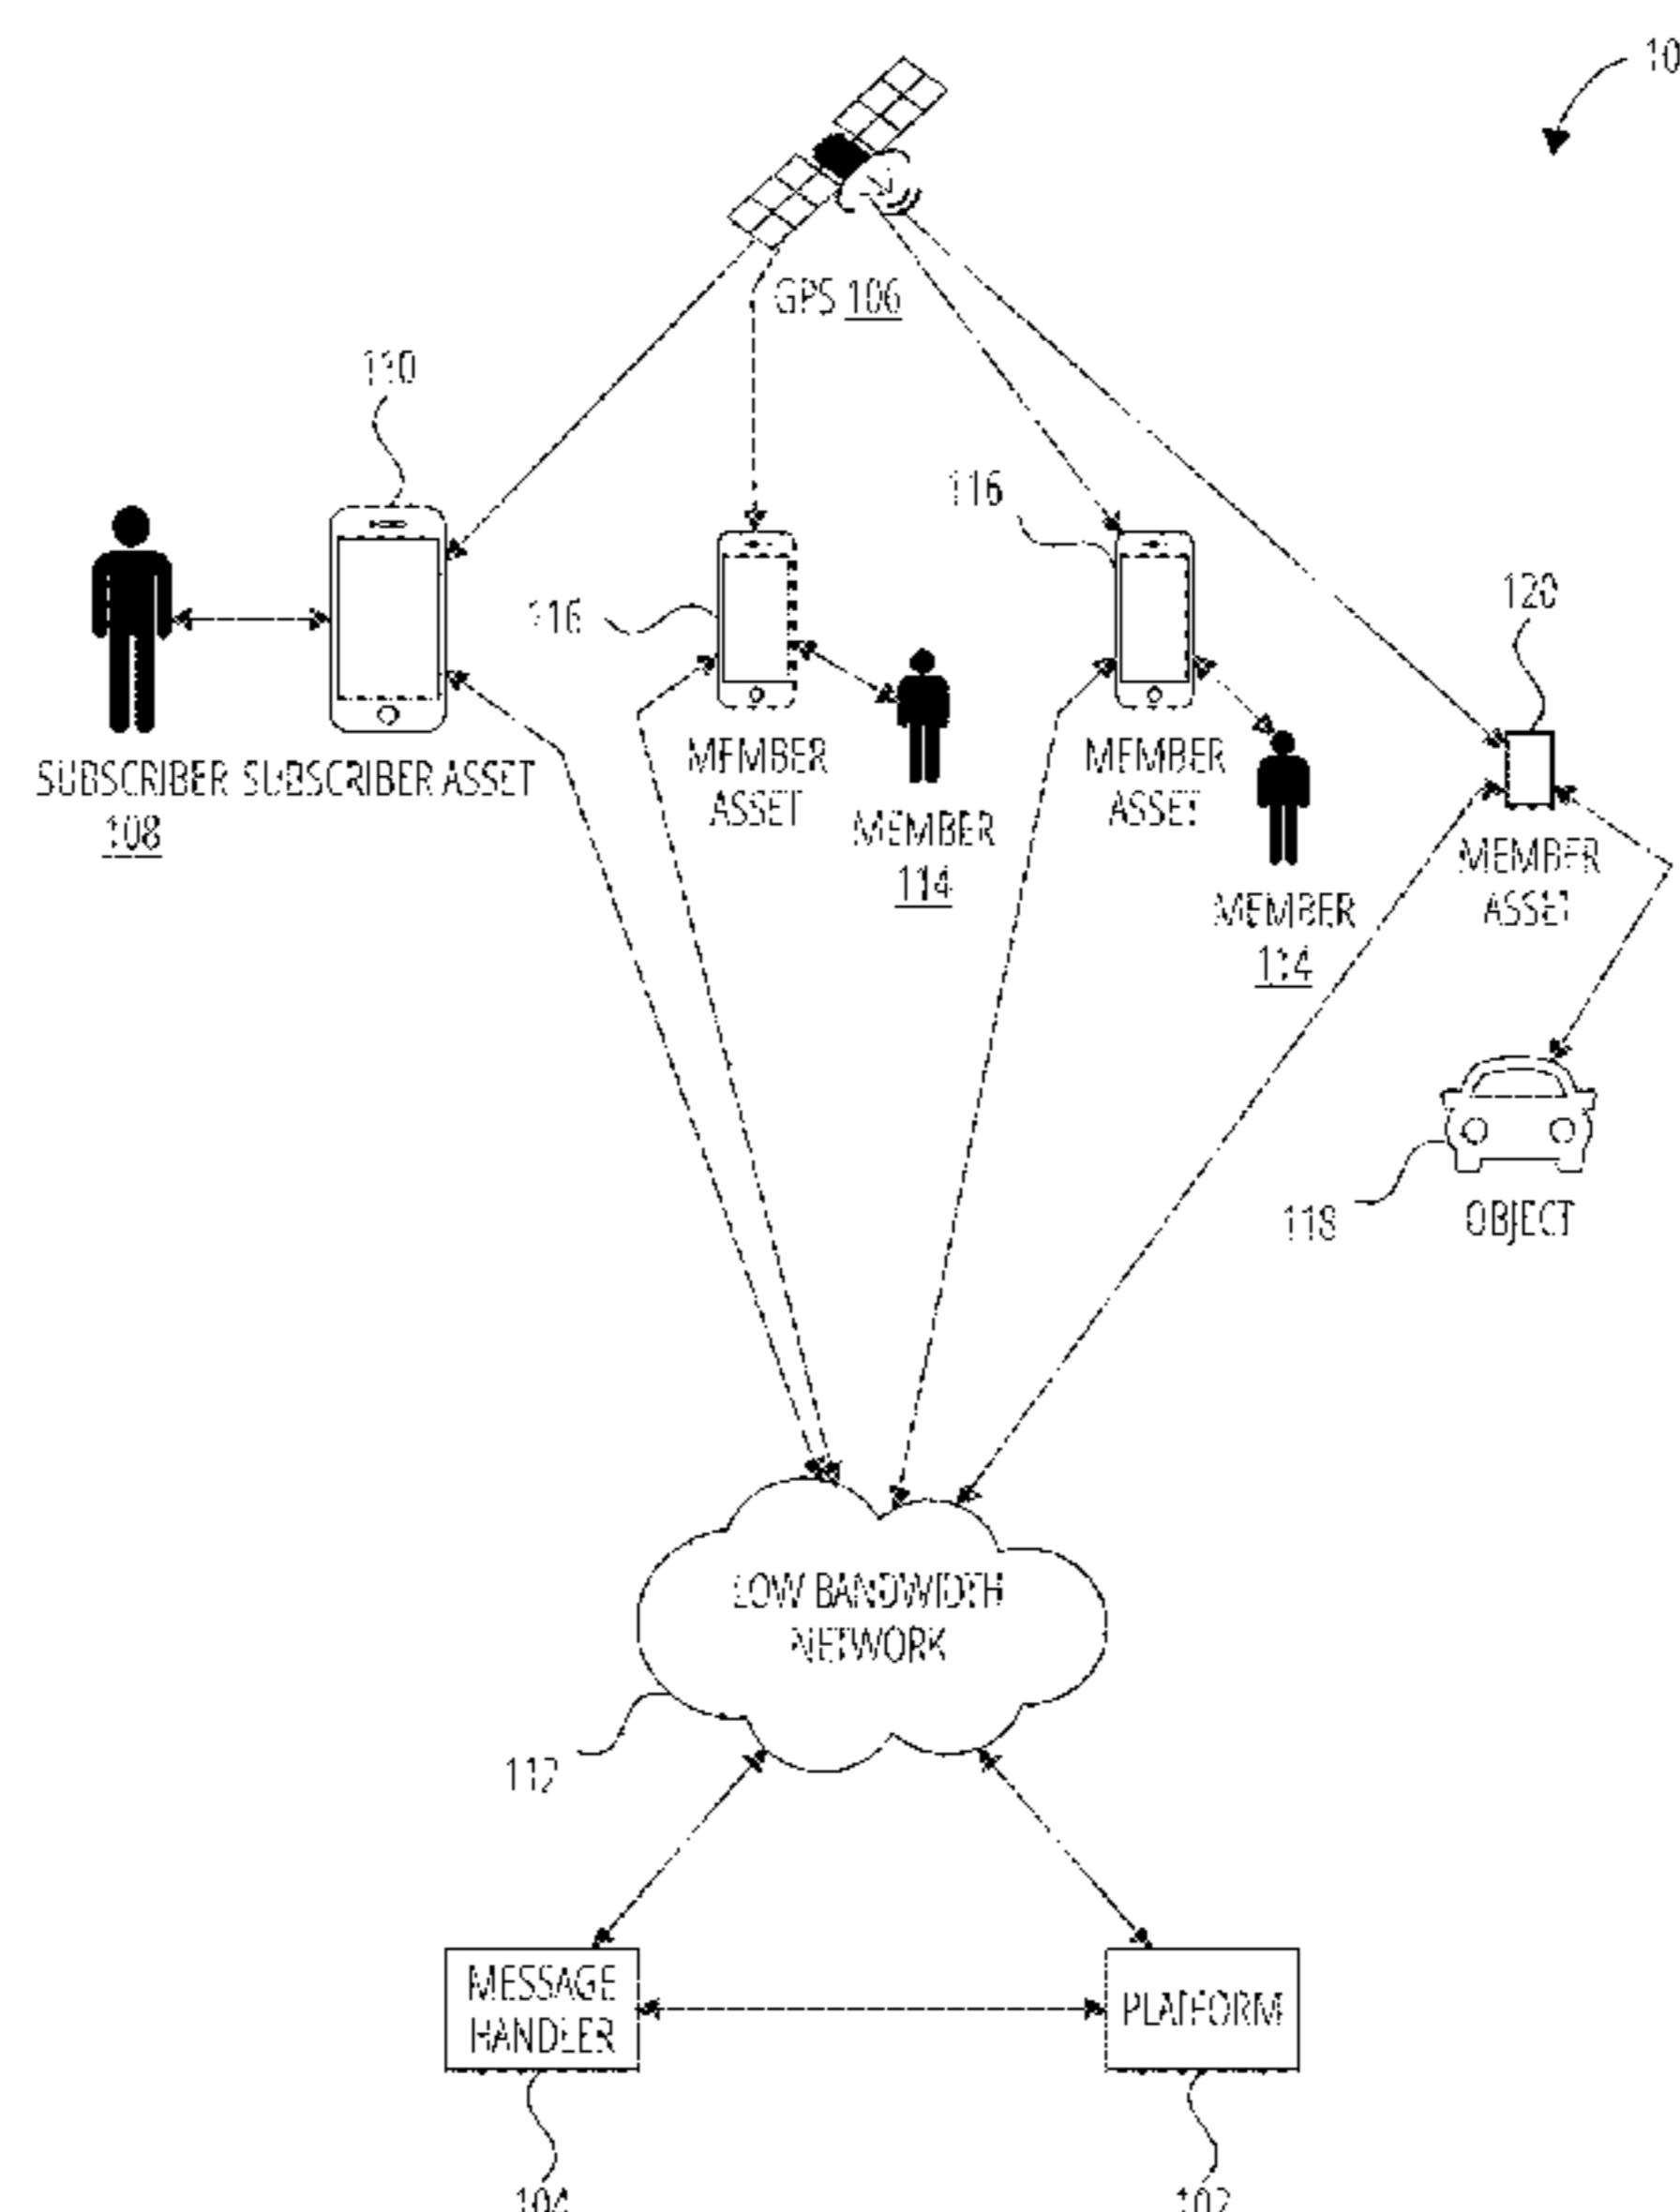 10
GPS 106
110
116
116
120
SUBSCRIBER SUBSCRIBER ASSET
108
MEMBER
ASSET
MEMBER
114
MEMBER
ASSET
MEMBER
114
MEMBER
ASSET
118
OBJECT
LOW BANDWIDTH
NETWORK
112
MESSAGE
HANDLER
PLATFORM
104
102